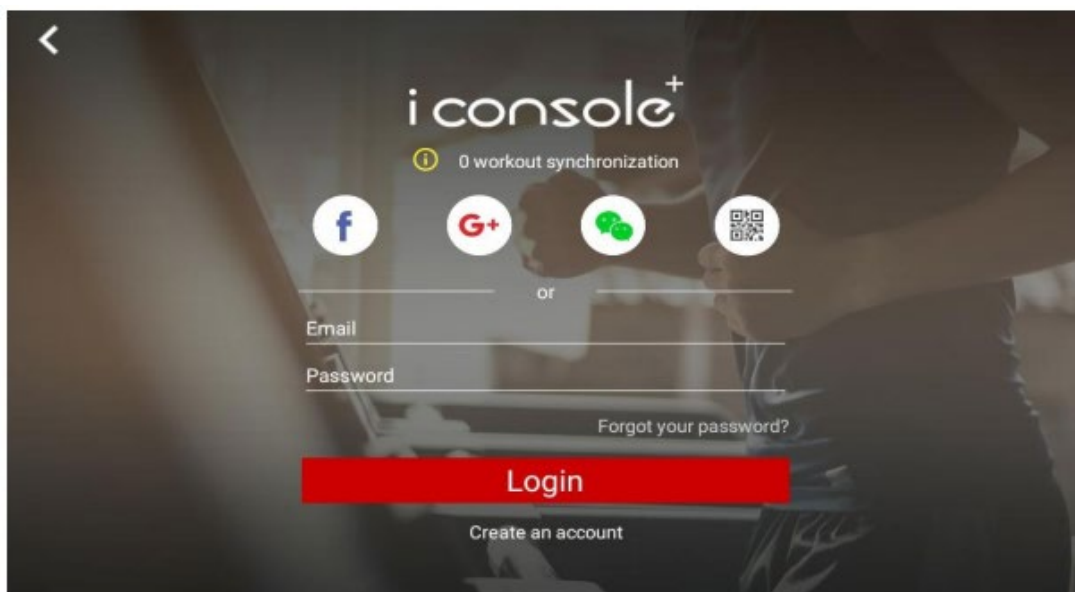 i console+
0 workout synchronization
f
G+
or
Email
Password
Forgot your password?
Login
Create an account